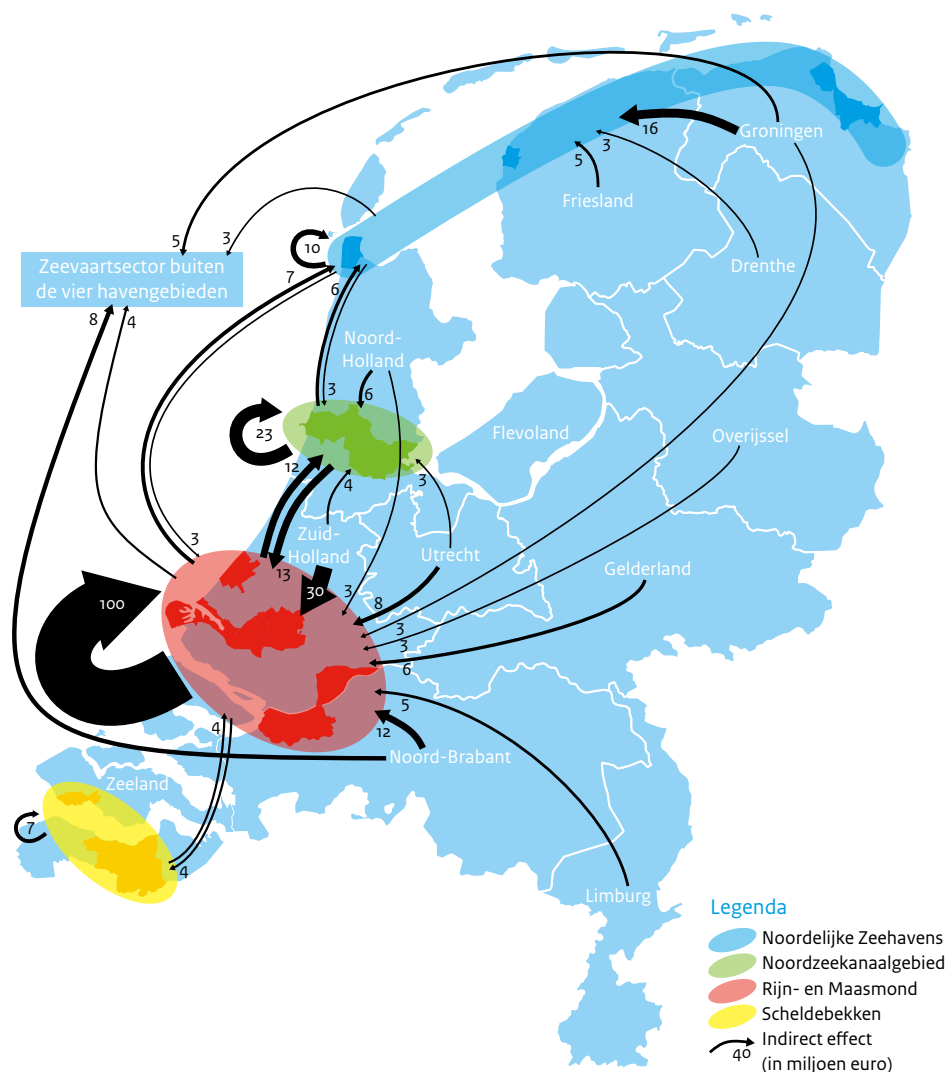 Groningen
16
3
5
Friesland
5
3
10
Zeevaartsector buiten
de vier havengebieden
7
Drenthe
6
8
4
Noord-
Holland
3
6
23
Flevoland
Overijssel
12
4
3
Zuid-
Holland
Utrecht
3
13
Gelderland
30
3
100
8
3
3
6
5
4
12
Noord-Brabant
Zeeland
7
4
Limburg
Legenda
Noordelijke Zeehavens
Noordzeekanaalgebied
Rijn- en Maasmond
Scheldebekken
Indirect effect
40
(in miljoen euro)